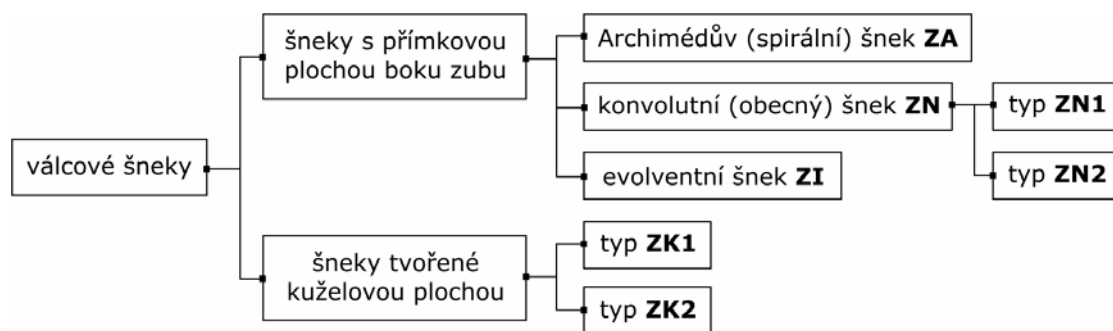 válcové šneky
šneky s přímkovou
plochou boku zubu
Archimédův (spirální) šnek ZA
konvolutní (obecný) šnek ZN
typ ZN1
typ ZN2
evolventní šnek ZI
šneky tvořené
kuželovou plochou
typ ZK1
typ ZK2